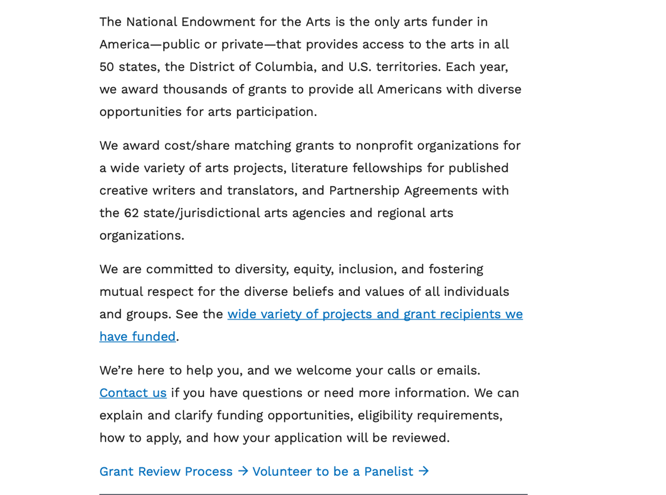 The National Endowment for the Arts is the only arts funder in
America—public or private—that provides access to the arts in all
50 states, the District of Columbia, and U.S. territories. Each year,
we award thousands of grants to provide all Americans with diverse
opportunities for arts participation.
We award cost/share matching grants to nonprofit organizations for
a wide variety of arts projects, literature fellowships for published
creative writers and translators, and Partnership Agreements with
the 62 state/jurisdictional arts agencies and regional arts
organizations.
We are committed to diversity, equity, inclusion, and fostering
mutual respect for the diverse beliefs and values of all individuals
and groups. See the wide variety of projects and grant recipients we
have funded.
We’re here to help you, and we welcome your calls or emails.
Contact us if you have questions or need more information. We can
explain and clarify funding opportunities, eligibility requirements,
how to apply, and how your application will be reviewed.
Grant Review Process → Volunteer to be a Panelist →